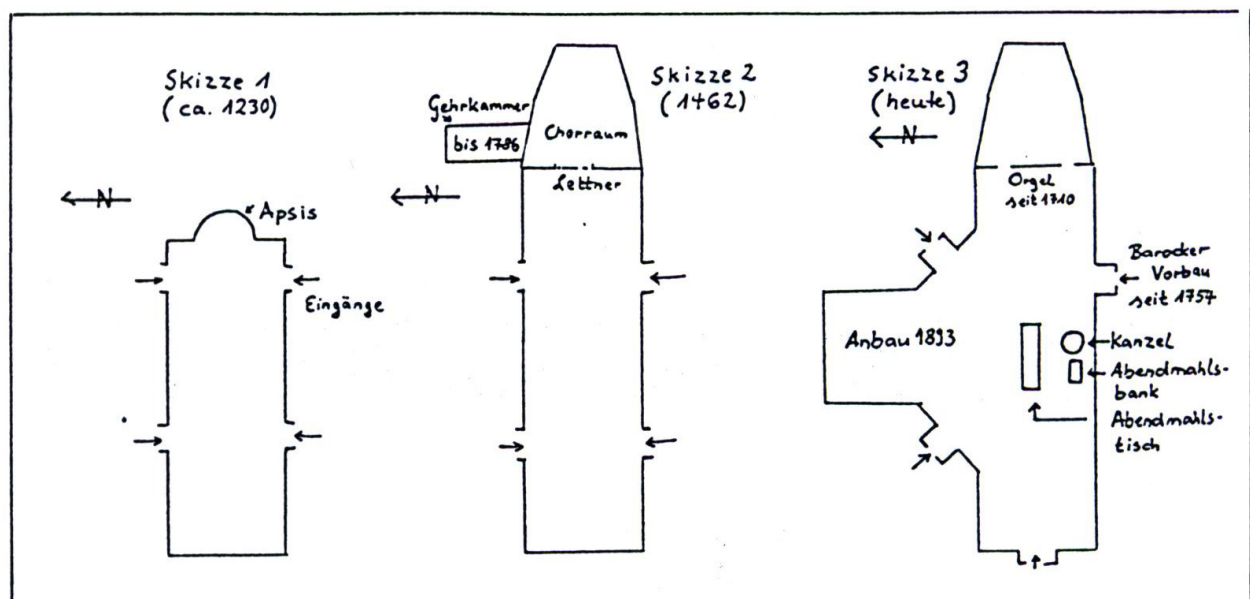 Skizze 1
(ca. 1230)
N
Apsis
Eingänge
Skizze 2
(1462)
Gehrkammer
bis 1786
Chorraum
Lettner
N
Skizze 3
(heute)
N
Orgel
seit 1710
Barocker
Vorbau
seit 1757
Anbau 1893
Kanzel
Abendmahls-
bank
Abendmahls-
tisch